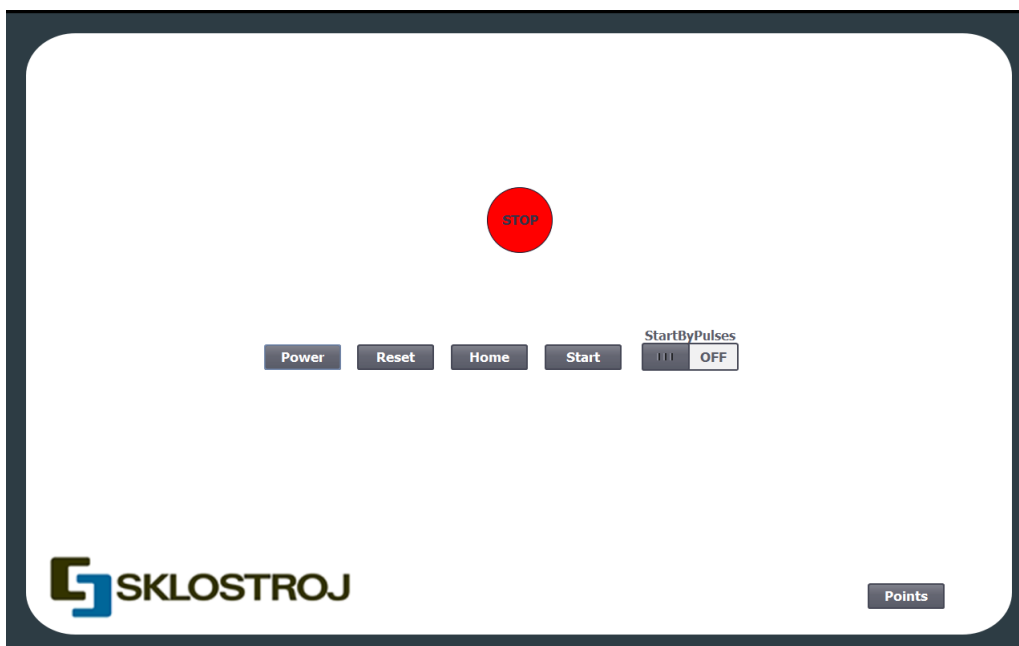 STOP
StartByPulses
Power
Reset
Home
Start
OFF
SKLOSTROJ
Points